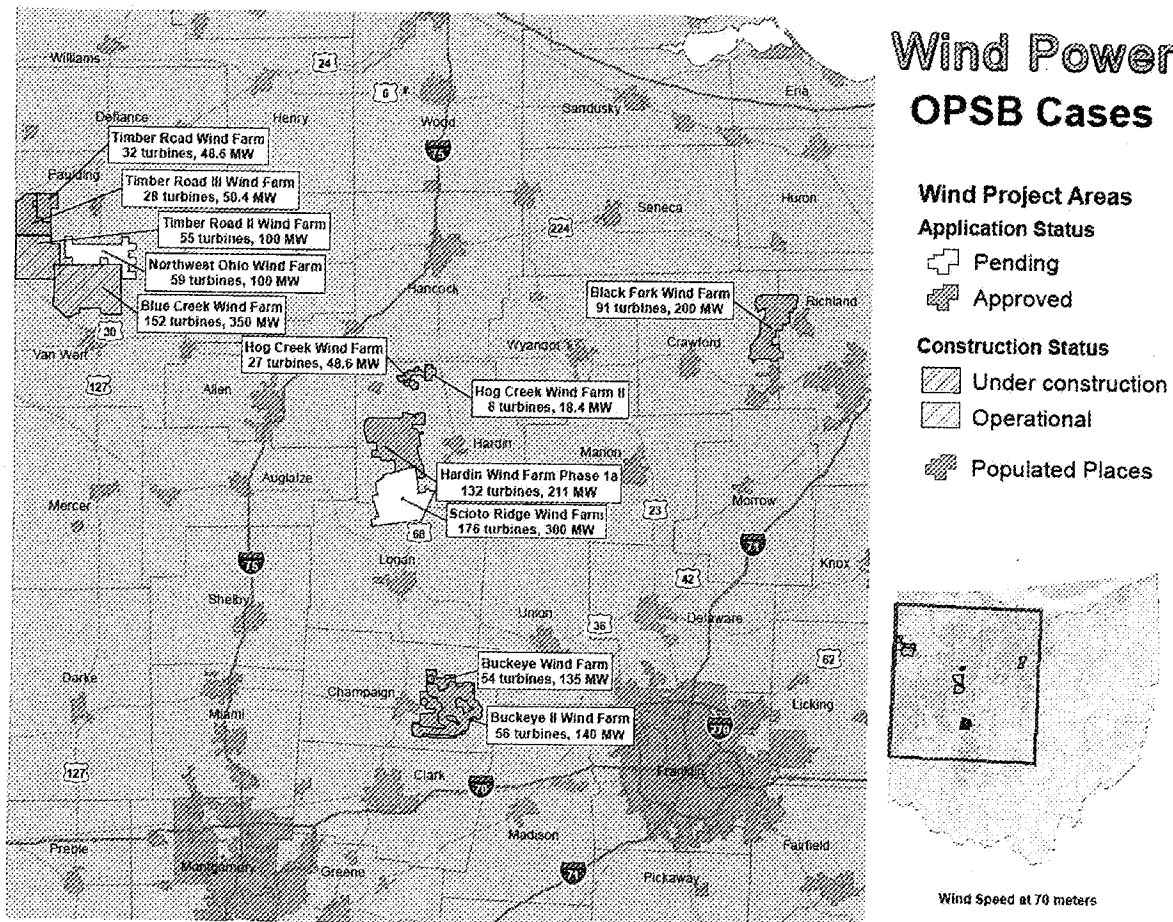 Wind Power
OPSB Cases
Wind Project Areas
Application Status
Pending
Approved
Construction Status
Under construction
Operational
Populated Places
Wind Speed at 70 meters
Williams
24
6
Sandusky
Erie
Defiance
Henry
Wood
75
Timber Road Wind Farm
32 turbines, 48.6 MW
Paulding
Timber Road III Wind Farm
28 turbines, 50.4 MW
Seneca
Huron
224
Timber Road II Wind Farm
55 turbines, 100 MW
Northwest Ohio Wind Farm
59 turbines, 100 MW
Hancock
Blue Creek Wind Farm
152 turbines, 350 MW
30
Black Fork Wind Farm
91 turbines, 200 MW
Richland
Van Wert
Hog Creek Wind Farm
27 turbines, 48.6 MW
Wyandot
Crawford
127
Allen
Hog Creek Wind Farm II
8 turbines, 18.4 MW
Hardin
Marion
Auglaize
Hardin Wind Farm Phase 1a
132 turbines, 211 MW
Mercer
Morrow
Scioto Ridge Wind Farm
176 turbines, 300 MW
23
68
71
75
Logan
Knox
42
Shelby
Union
36
Delaware
Buckeye Wind Farm
54 turbines, 135 MW
62
Darke
Champaign
Miami
Licking
Buckeye II Wind Farm
56 turbines, 140 MW
270
127
Clark
70
Franklin
Madison
Preble
Montgomery
Greene
71
Pickaway
Fairfield